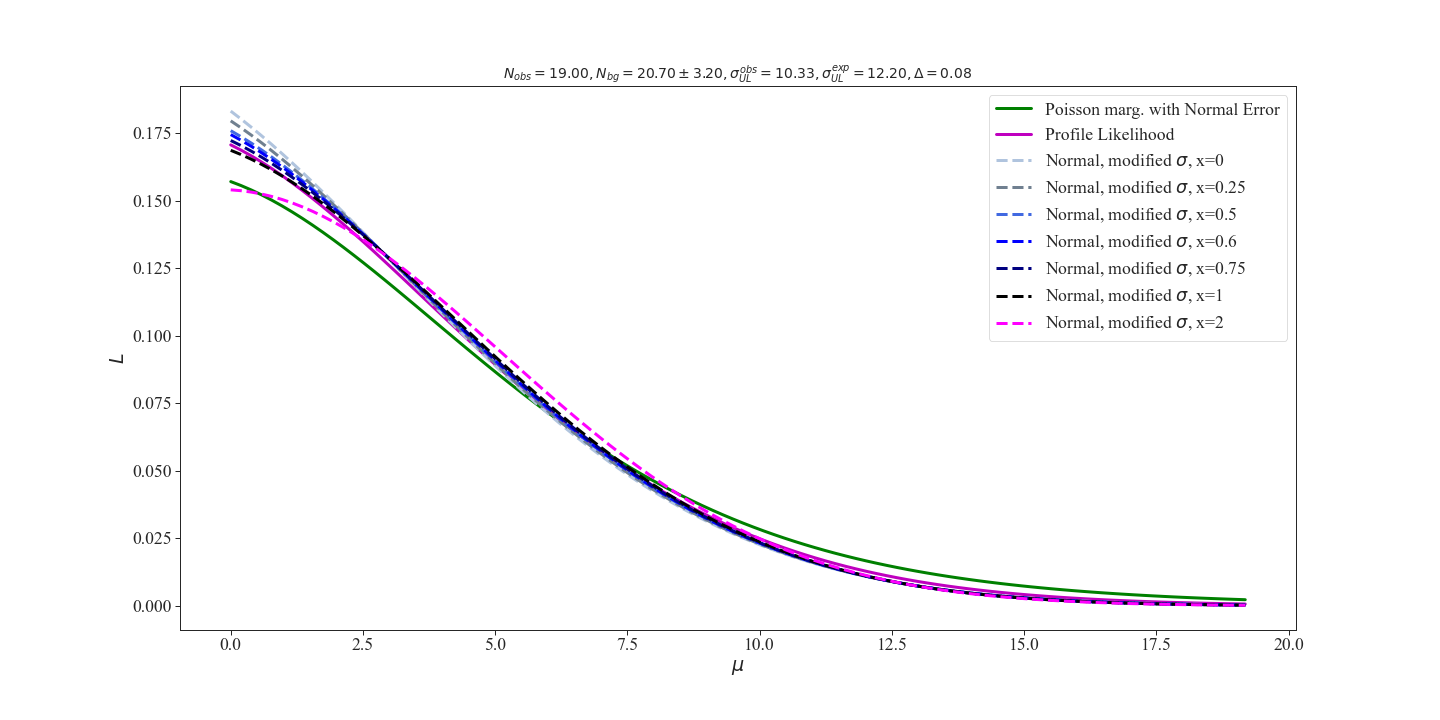 N_obs = 19.00, N_bg = 20.70 ± 3.20, σ_UL^obs = 10.33, σ_UL^exp = 12.20, Δ = 0.08
Poisson marg. with Normal Error
Profile Likelihood
Normal, modified σ, x=0
Normal, modified σ, x=0.25
Normal, modified σ, x=0.5
Normal, modified σ, x=0.6
Normal, modified σ, x=0.75
Normal, modified σ, x=1
Normal, modified σ, x=2
0.175
0.150
0.125
0.100
0.075
0.050
0.025
0.000
L
0.0 2.5 5.0 7.5 10.0 12.5 15.0 17.5 20.0
μ